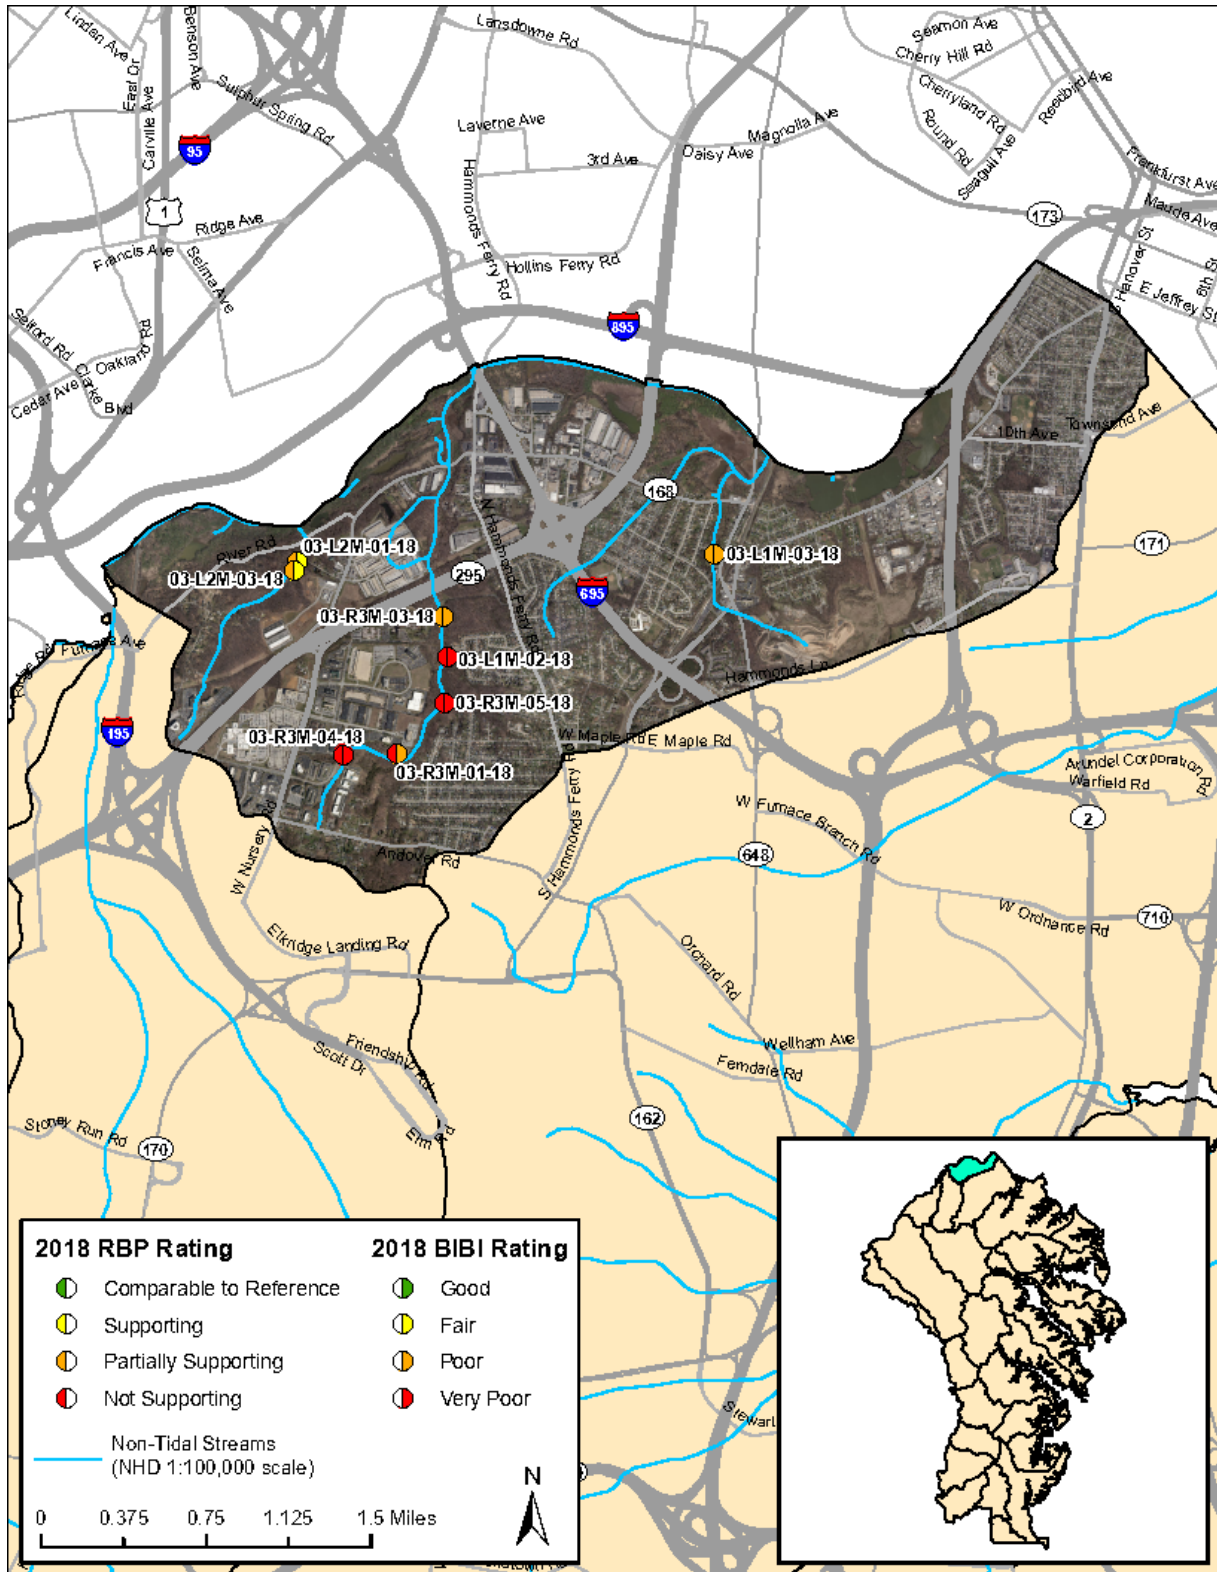 Linden Ave
East Dr
Carville Ave
Benson Ave
Sulphur Spring Rd
Lansdowne Rd
Seamon Ave
Cherry Hill Rd
Cherryland Rd
Round Rd
Reedbird Ave
Seagull Ave
Laverne Ave
3rd Ave
Hammonds Ferry Rd
Daisy Ave
Magnolia Ave
95
1
Ridge Ave
Francis Ave
Selma Ave
Hollins Ferry Rd
Frankfurst Ave
173
Maude Ave
S Hanover St
6th St
E Jeffrey St
895
Selford Rd
Clarke
Blvd
Oakland Rd
Cedar Ave
10th Ave
Townsend Ave
168
N Hammonds Ferry Rd
River Rd
03-L2M-01-18
03-L2M-03-18
03-L1M-03-18
171
295
695
03-R3M-03-18
03-L1M-02-18
03-R3M-05-18
Furnace Ave
Hammonds Ln
195
03-R3M-04-18
03-R3M-01-18
W Maple Rd
E Maple Rd
Arundel Corporation Rd
Warfield Rd
W Furnace Branch Rd
2
W Nursery Rd
Andover Rd
S Hammonds Ferry Rd
648
W Ordnance Rd
710
Elkridge Landing Rd
Orchard Rd
Friendship Rd
Scott Dr
Wellham Ave
Ferndale Rd
Elm Rd
162
Stoney Run Rd
170
2018 RBP Rating
Comparable to Reference
Supporting
Partially Supporting
Not Supporting
2018 BIBI Rating
Good
Fair
Poor
Very Poor
Non-Tidal Streams
(NHD 1:100,000 scale)
N
0 0.375 0.75 1.125 1.5 Miles